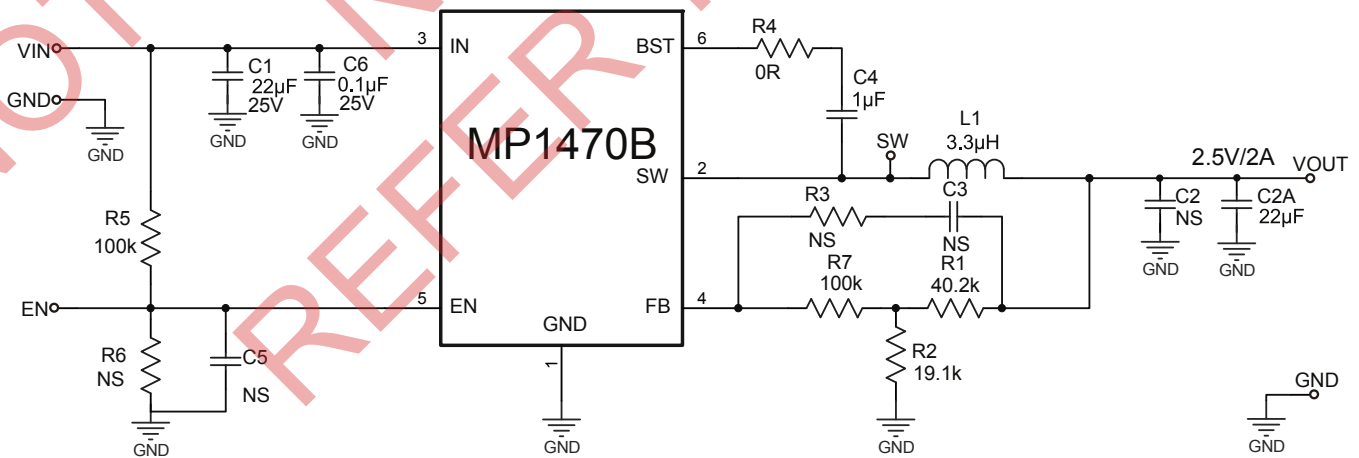 NOT
REFER
VIN
GND
GND
C1
22µF
25V
GND
C6
0.1µF
25V
GND
3
IN
BST
6
R4
0R
C4
1µF
MP1470B
SW
2
SW
L1
3.3µH
2.5V/2A
VOUT
C2
NS
GND
C2A
22µF
GND
R3
NS
C3
NS
R5
100k
R7
100k
R1
40.2k
EN
5
EN
FB
4
R6
NS
C5
NS
GND
GND
1
GND
R2
19.1k
GND
GND
GND